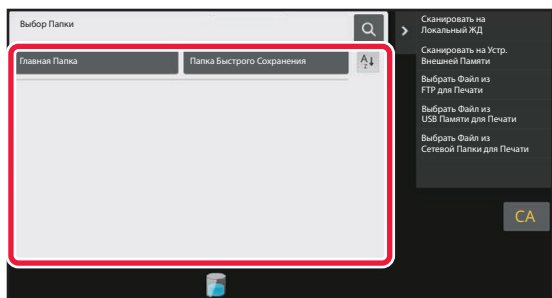 Выбор Папки
Главная Папка
Папка Быстрого Сохранения
A
Z
Сканировать на
Локальный ЖД
Сканировать на Устр.
Внешней Памяти
Выбрать Файл из
FTP для Печати
Выбрать Файл из
USB Памяти для Печати
Выбрать Файл из
Сетевой Папки для Печати
CA